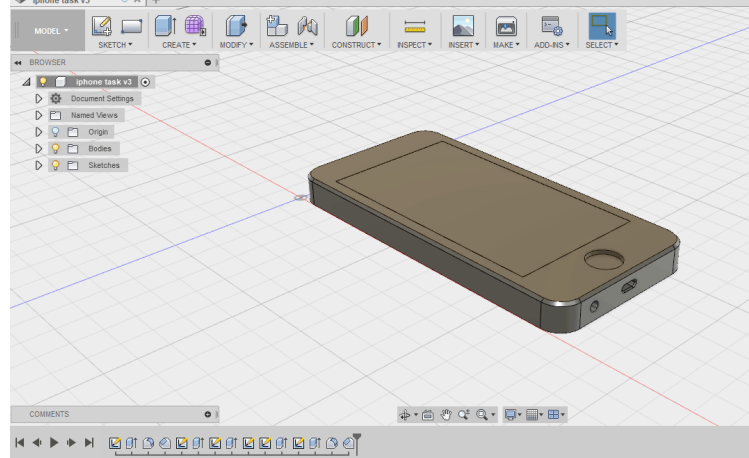 iphone task v3
MODEL
SKETCH
CREATE
MODIFY
ASSEMBLE
CONSTRUCT
INSPECT
INSERT
MAKE
ADD-INS
SELECT
BROWSER
iphone task v3
Document Settings
Named Views
Origin
Bodies
Sketches
COMMENTS